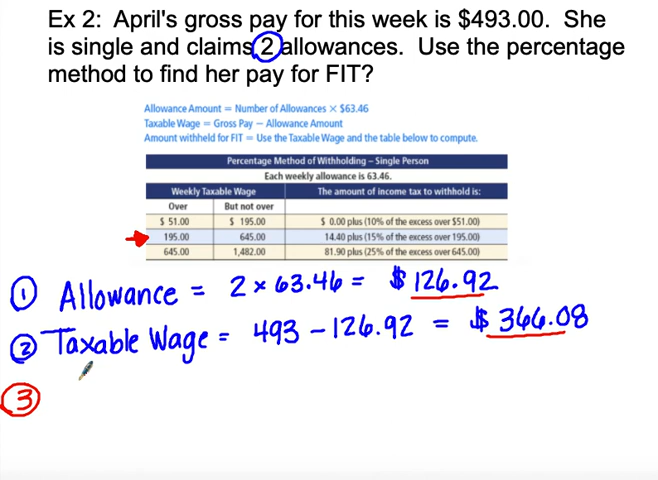 Ex 2: April's gross pay for this week is $493.00. She
is single and claims 2 allowances. Use the percentage
method to find her pay for FIT?
Allowance Amount = Number of Allowances × $63.46
Taxable Wage = Gross Pay – Allowance Amount
Amount withheld for FIT = Use the Taxable Wage and the table below to compute.
Percentage Method of Withholding – Single Person
Each weekly allowance is 63.46.
Weekly Taxable Wage The amount of income tax to withhold is:
Over But not over
$ 51.00 $ 195.00 $ 0.00 plus (10% of the excess over $51.00)
195.00 645.00 14.40 plus (15% of the excess over 195.00)
645.00 1,482.00 81.90 plus (25% of the excess over 645.00)
1 Allowance = 2 × 63.46 = $126.92
2 Taxable Wage = 493 – 126.92 = $366.08
3